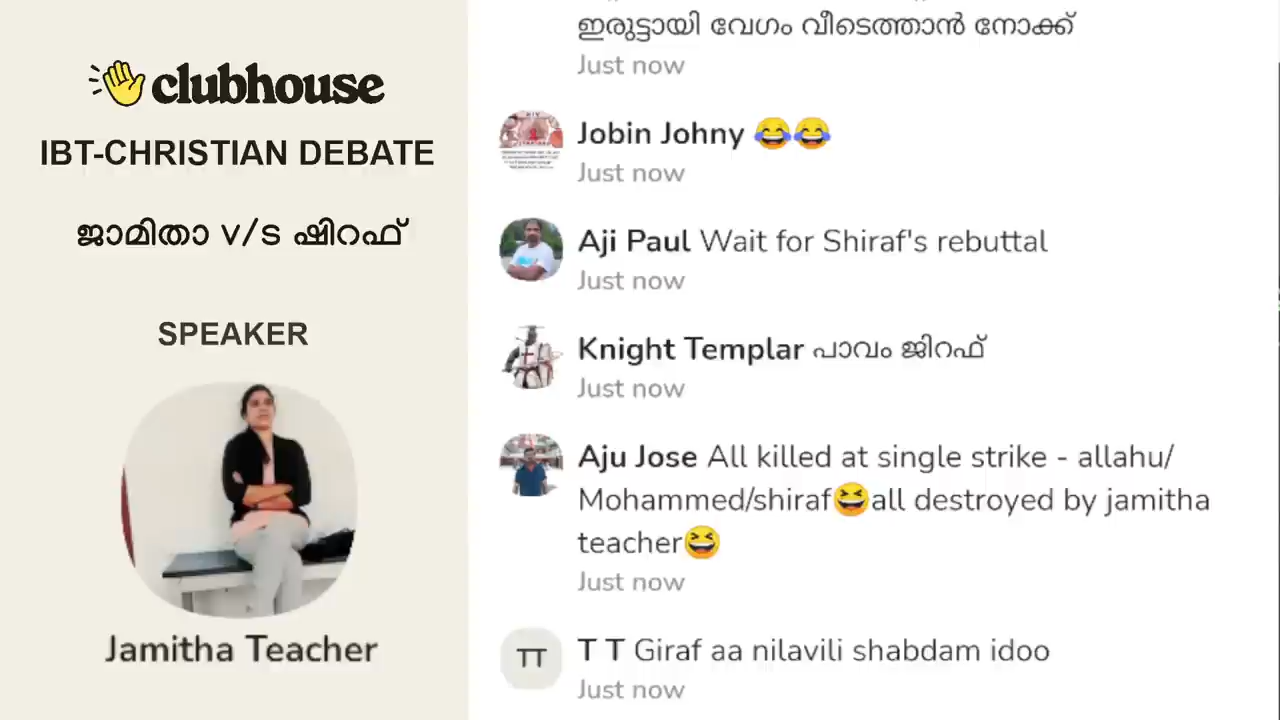 clubhouse
IBT-CHRISTIAN DEBATE
ജാമിതാ v/s ഷിറഫ്
SPEAKER
Jamitha Teacher
ഇരുട്ടായി വേഗം വീടെത്താൻ നോക്ക്
Just now
Jobin Johny 😂😂
Just now
Aji Paul Wait for Shiraf's rebuttal
Just now
Knight Templar പാവം ജിറഫ്
Just now
Aju Jose All killed at single strike - allahu/
Mohammed/shiraf😆all destroyed by jamitha
teacher😆
Just now
TT
T T Giraf aa nilavili shabdam idoo
Just now